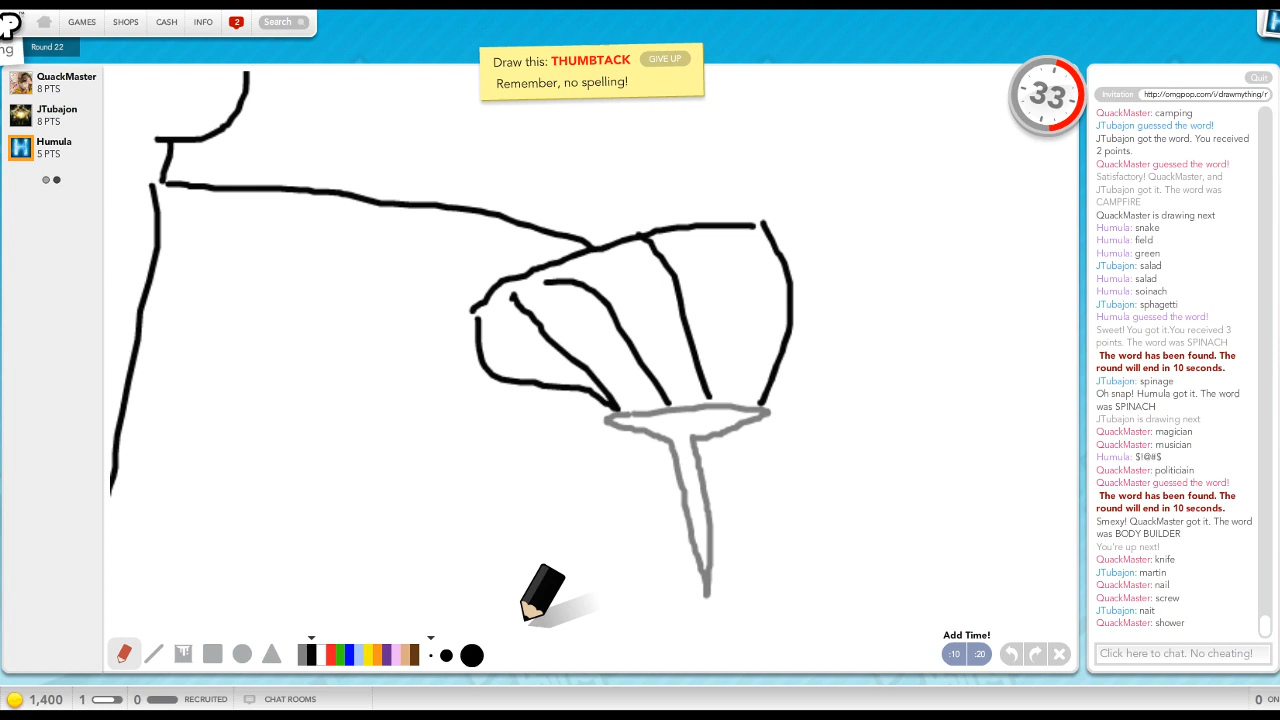 GAMES SHOPS CASH INFO 2 Search
ng Round 22
QuackMaster
8 PTS
JTubajon
8 PTS
Humula
5 PTS
Draw this: THUMBTACK GIVE UP
Remember, no spelling!
33
Quit
Invitation http://omgpop.com/i/drawmything/r
QuackMaster: camping
JTubajon guessed the word!
JTubajon got the word. You received
2 points.
QuackMaster guessed the word!
Satisfactory! QuackMaster, and
JTubajon got it. The word was
CAMPFIRE
QuackMaster is drawing next
Humula: snake
Humula: field
Humula: green
JTubajon: salad
Humula: salad
Humula: soinach
JTubajon: sphagetti
Humula guessed the word!
Sweet! You got it.You received 3
points. The word was SPINACH
The word has been found. The
round will end in 10 seconds.
JTubajon: spinage
Oh snap! Humula got it. The word
was SPINACH
JTubajon is drawing next
QuackMaster: magician
QuackMaster: musician
Humula: $!@#$
QuackMaster: politiciain
QuackMaster guessed the word!
The word has been found. The
round will end in 10 seconds.
Smexy! QuackMaster got it. The word
was BODY BUILDER
You're up next!
QuackMaster: knife
JTubajon: martin
QuackMaster: nail
QuackMaster: screw
JTubajon: nait
QuackMaster: shower
Add Time!
:10 :20
Click here to chat. No cheating!
1,400 1 0 RECRUITED CHAT ROOMS 0 ON